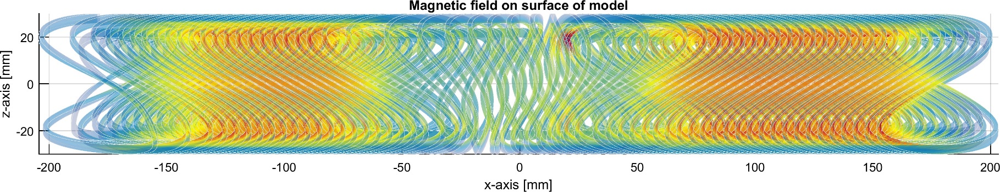 Magnetic field on surface of model
z-axis [mm]
20
0
-20
-200 -150 -100 -50 0 50 100 150 200
x-axis [mm]